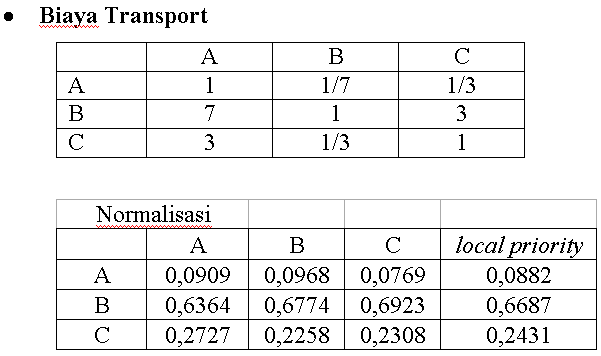 • Biaya Transport
A B C
A 1 1/7 1/3
B 7 1 3
C 3 1/3 1
Normalisasi
A B C local priority
A 0,0909 0,0968 0,0769 0,0882
B 0,6364 0,6774 0,6923 0,6687
C 0,2727 0,2258 0,2308 0,2431